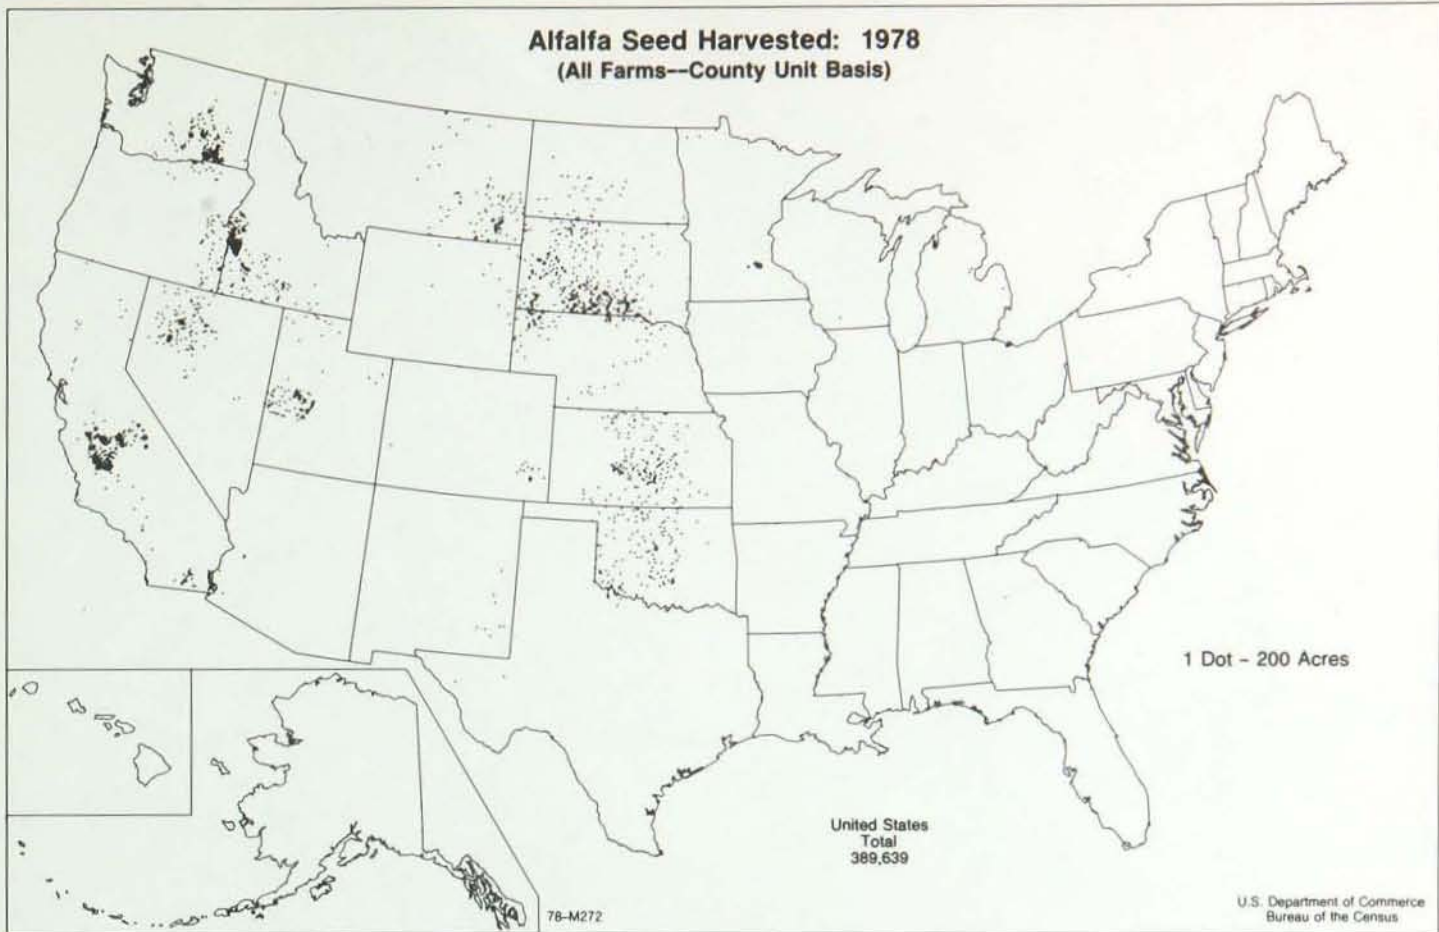 Alfalfa Seed Harvested: 1978
(All Farms--County Unit Basis)
1 Dot - 200 Acres
United States
Total
389,639
78-M272
U.S. Department of Commerce
Bureau of the Census